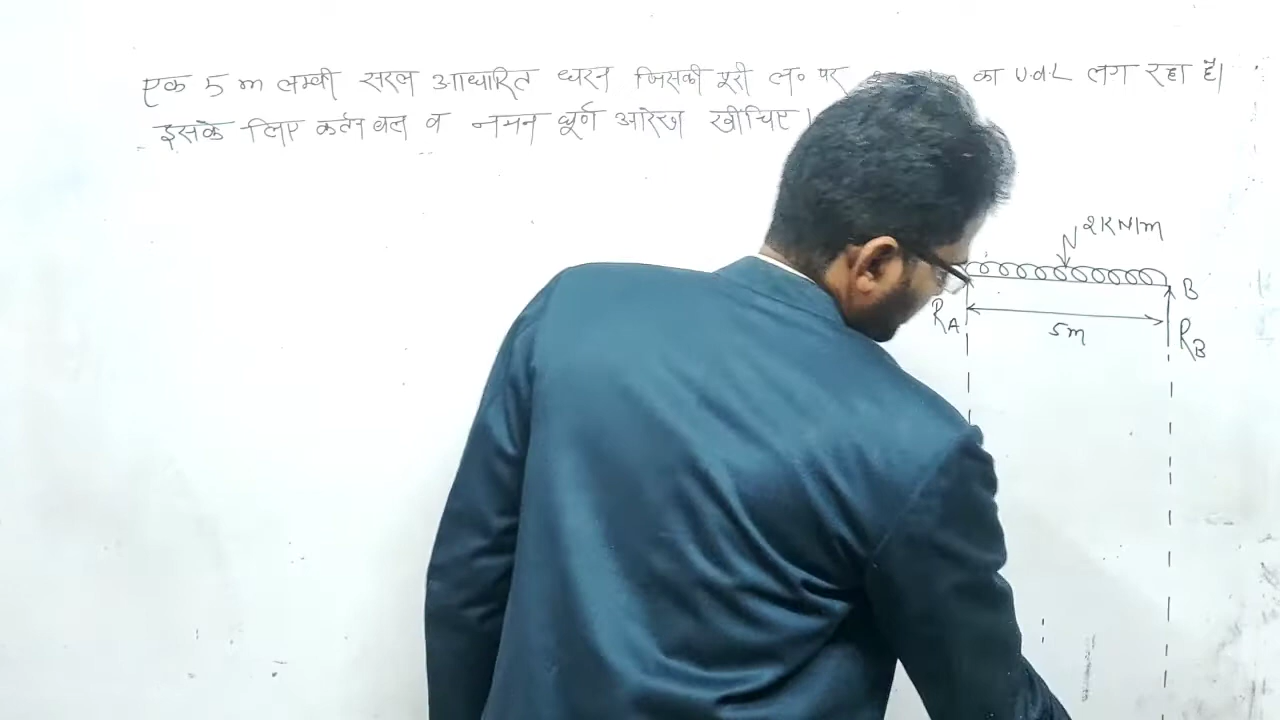 एक 5 m लम्बी सरल आधारित धरन जिसकी पूरी ल० पर का U.d.L लग रहा है।
इसके लिए कर्तन बल व नमन घूर्ण आरेख खींचिए।
2KN/m
B
RA
5m
RB